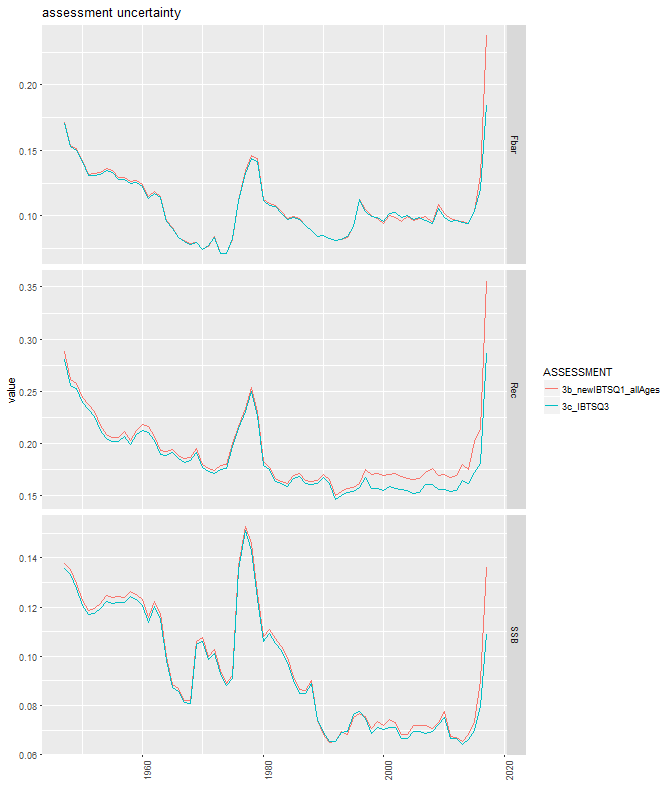 assessment uncertainty
0.20
0.15
0.10
Fbar
0.35
0.30
0.25
0.20
0.15
Rec
value
0.14
0.12
0.10
0.08
0.06
SSB
1960
1980
2000
2020
ASSESSMENT
3b_newIBTSQ1_allAges
3c_IBTSQ3